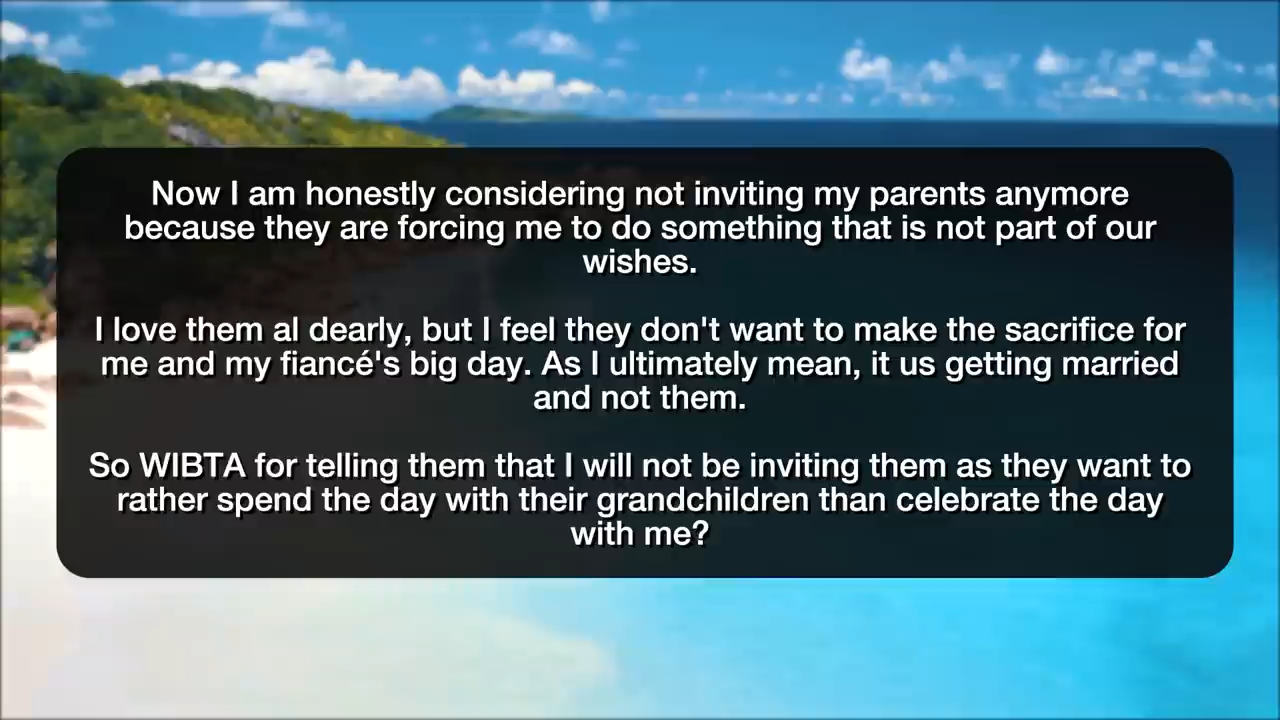 Now I am honestly considering not inviting my parents anymore
because they are forcing me to do something that is not part of our
wishes.
I love them al dearly, but I feel they don't want to make the sacrifice for
me and my fiancé's big day. As I ultimately mean, it us getting married
and not them.
So WIBTA for telling them that I will not be inviting them as they want to
rather spend the day with their grandchildren than celebrate the day
with me?